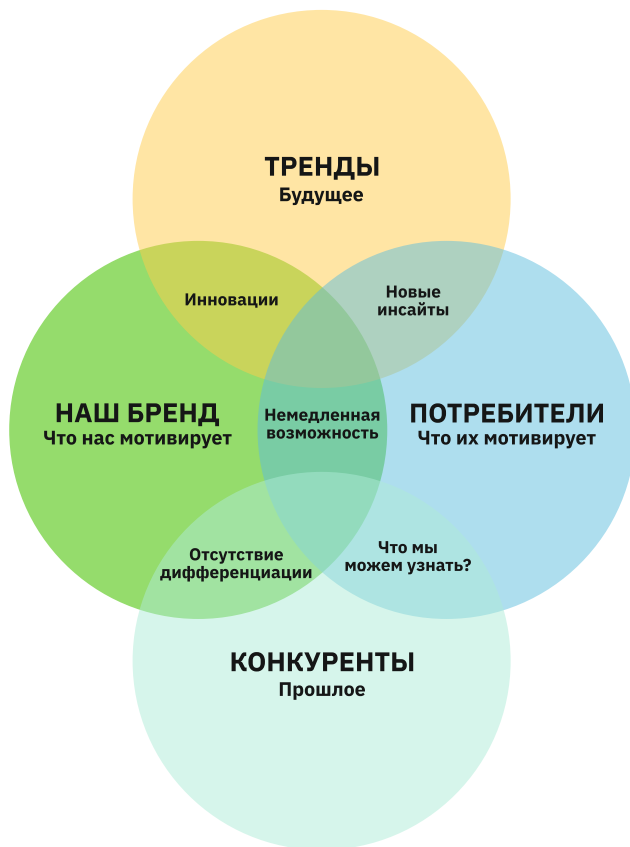 ТРЕНДЫ
Будущее
Инновации
Новые
инсайты
НАШ БРЕНД
Что нас мотивирует
Немедленная
возможность
ПОТРЕБИТЕЛИ
Что их мотивирует
Отсутствие
дифференциации
Что мы
можем узнать?
КОНКУРЕНТЫ
Прошлое